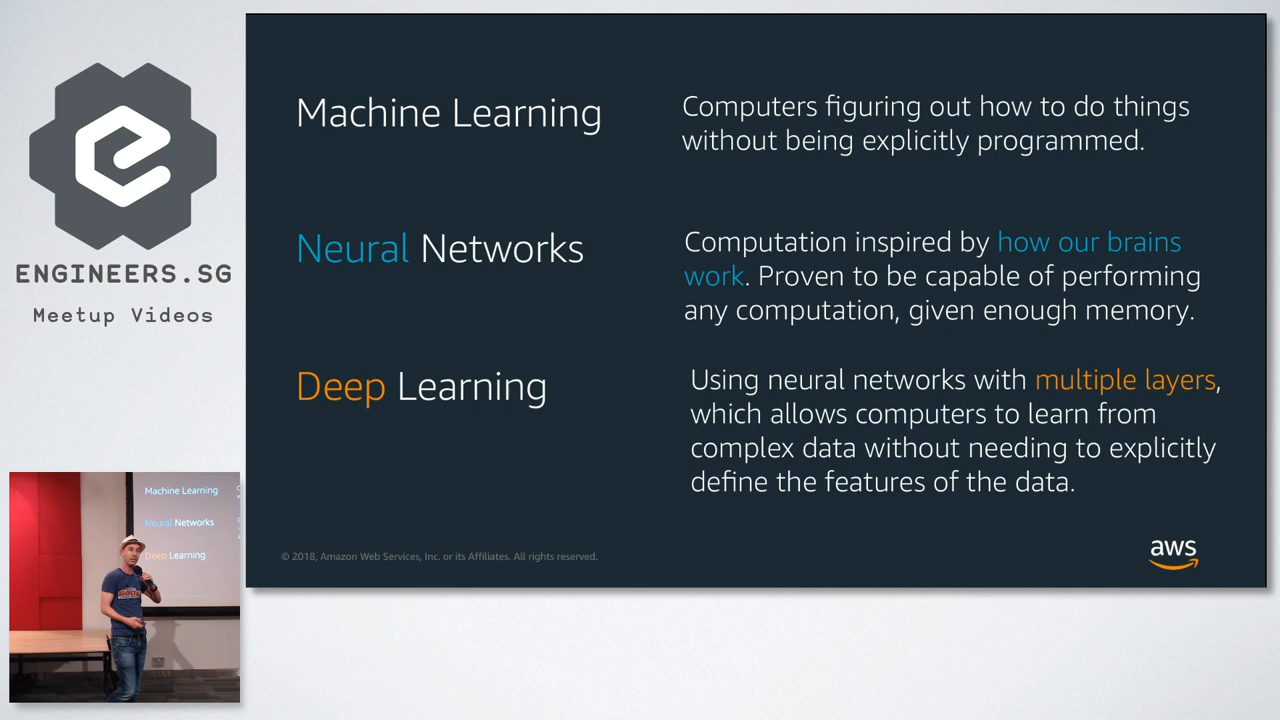 ENGINEERS.SG
Meetup Videos
Machine Learning
Computers figuring out how to do things
without being explicitly programmed.
Neural Networks
Computation inspired by how our brains
work. Proven to be capable of performing
any computation, given enough memory.
Deep Learning
Using neural networks with multiple layers,
which allows computers to learn from
complex data without needing to explicitly
define the features of the data.
© 2018, Amazon Web Services, Inc. or its Affiliates. All rights reserved.
aws
Machine Learning
Neural Networks
Deep Learning